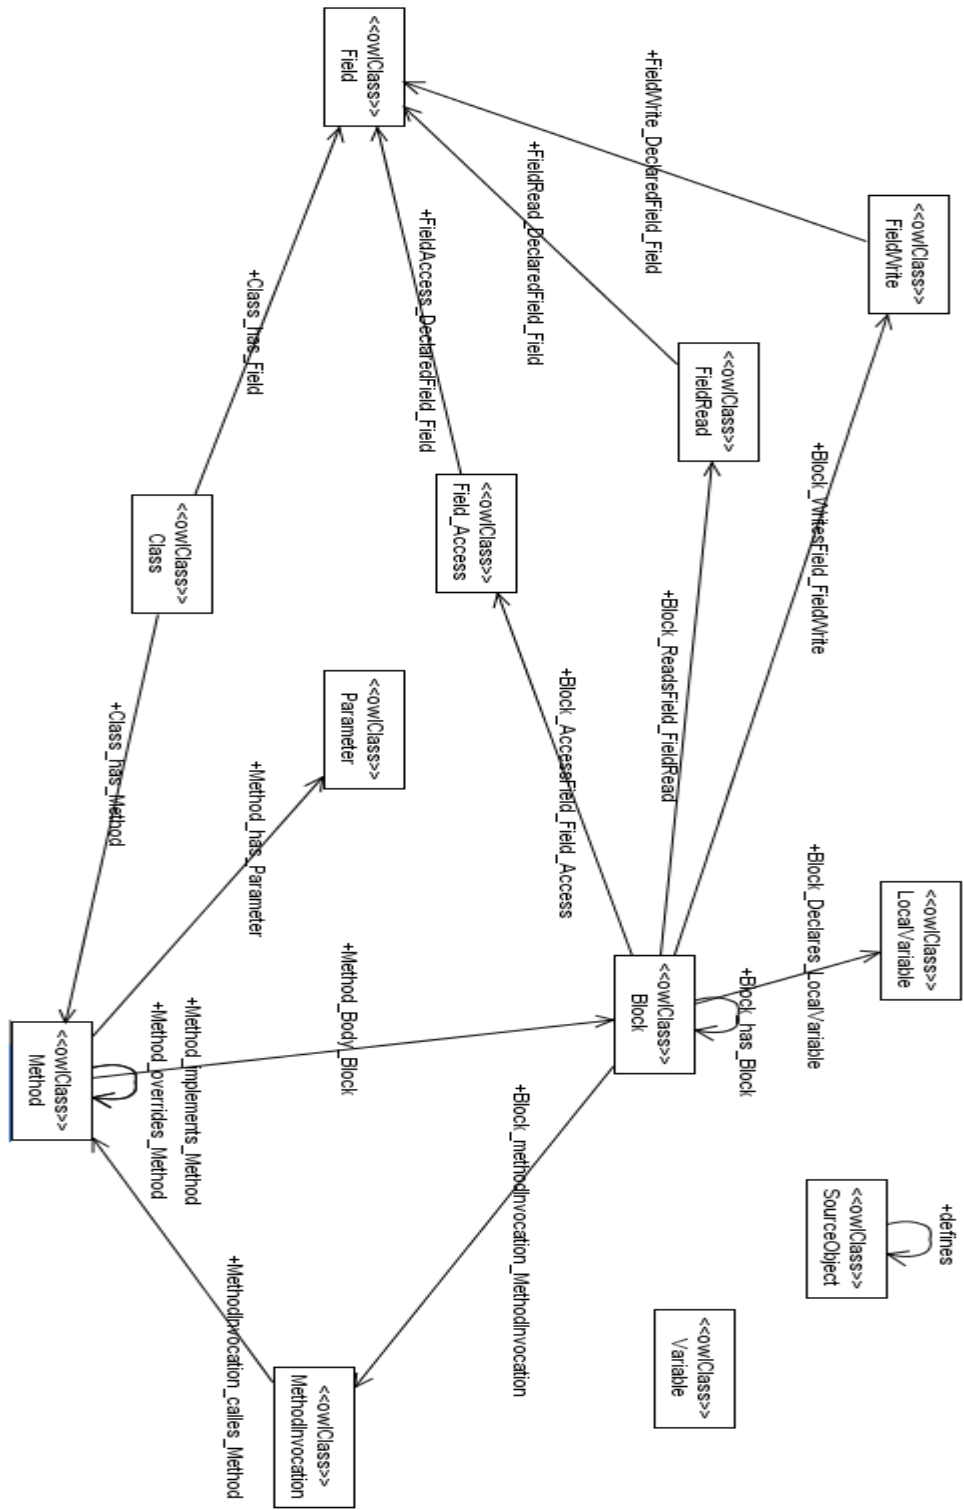 <<owlClass>>
Field
+FieldWrite_DeclaredField_Field
<<owlClass>>
FieldWrite
+FieldRead_DeclaredField_Field
+FieldAccess_DeclaredField_Field
+Class_has_Field
<<owlClass>>
FieldRead
<<owlClass>>
Field_Access
<<owlClass>>
Class
+Block_WritesField_FieldWrite
+Block_ReadsField_FieldRead
+Block_AccessField_Field_Access
<<owlClass>>
Parameter
+Class_has_Method
+Method_has_Parameter
+Block_Declares_LocalVariable
<<owlClass>>
LocalVariable
<<owlClass>>
Block
+Block_has_Block
+Method_Body_Block
<<owlClass>>
Method
+Method_implements_Method
+Method_overrides_Method
+Block_methodInvocation_MethodInvocation
<<owlClass>>
SourceObject
+defines
+MethodInvocation_calles_Method
<<owlClass>>
Variable
<<owlClass>>
MethodInvocation